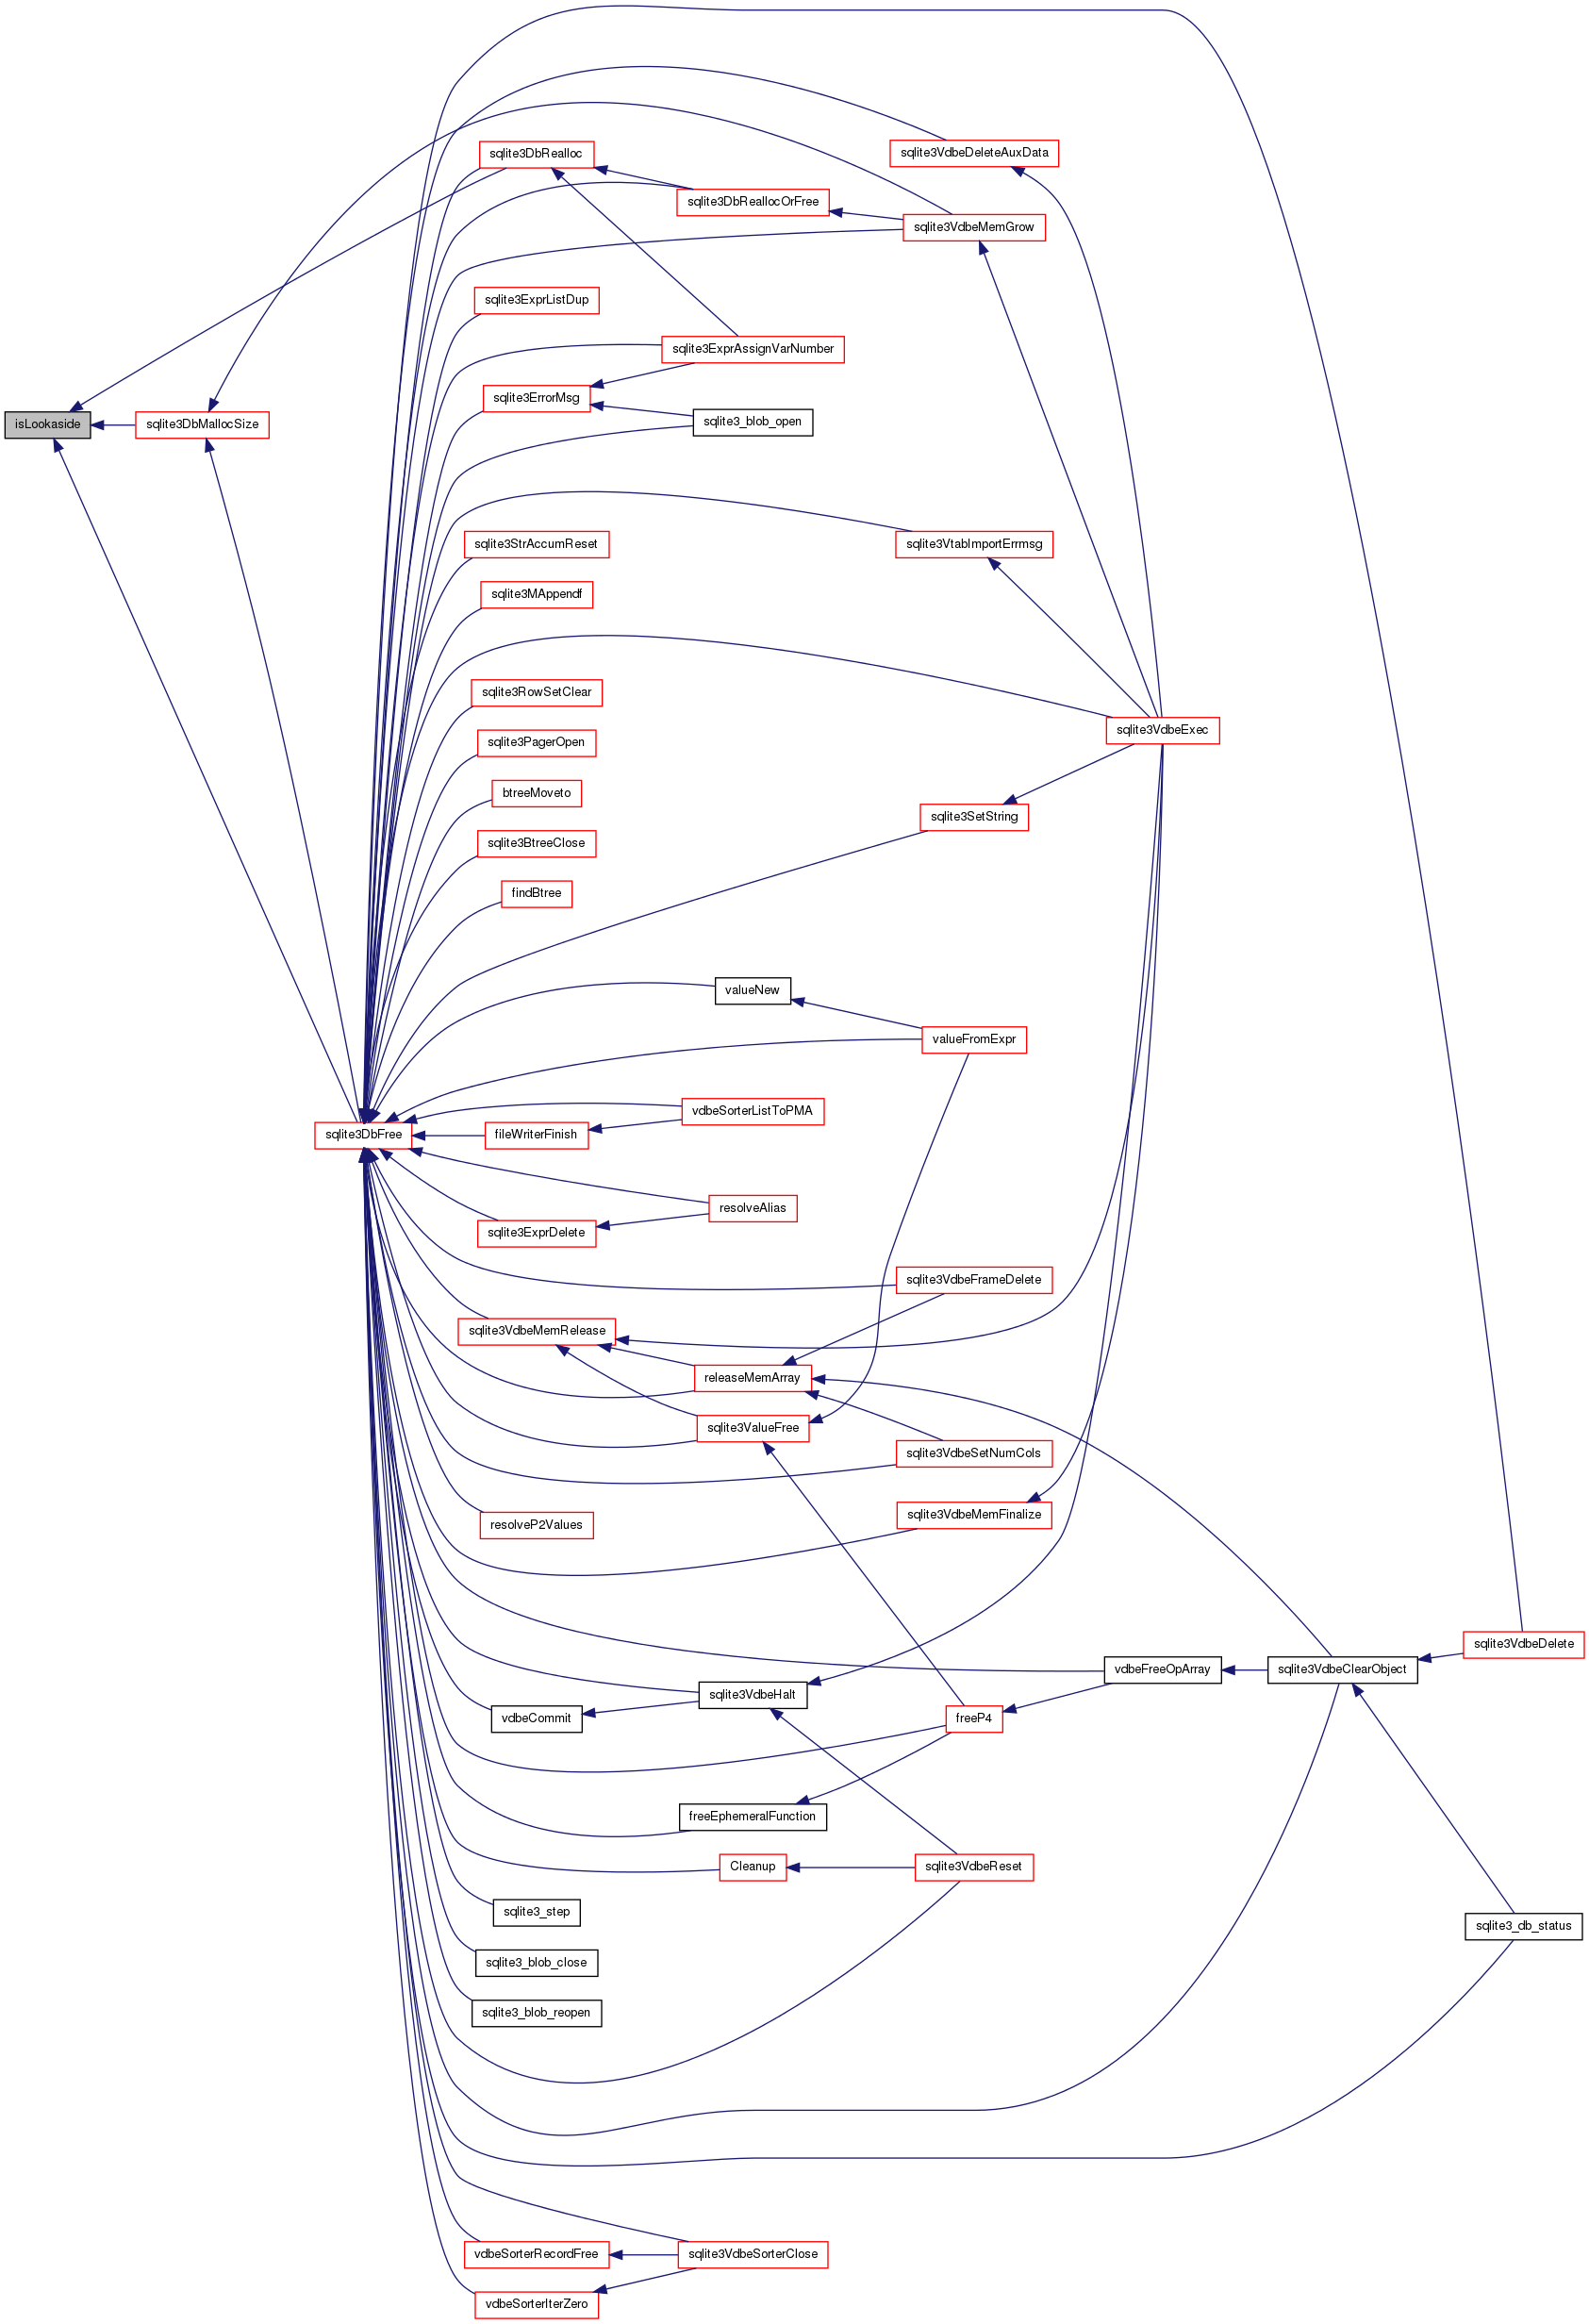 sqlite3DbRealloc
sqlite3VdbeDeleteAuxData
sqlite3DbReallocOrFree
sqlite3VdbeMemGrow
sqlite3ExprListDup
sqlite3ExprAssignVarNumber
sqlite3ErrorMsg
isLookaside
sqlite3DbMallocSize
sqlite3_blob_open
sqlite3StrAccumReset
sqlite3VtabImportErrmsg
sqlite3MAppendf
sqlite3RowSetClear
sqlite3VdbeExec
sqlite3PagerOpen
btreeMoveto
sqlite3SetString
sqlite3BtreeClose
findBtree
valueNew
valueFromExpr
vdbeSorterListToPMA
sqlite3DbFree
fileWriterFinish
resolveAlias
sqlite3ExprDelete
sqlite3VdbeFrameDelete
sqlite3VdbeMemRelease
releaseMemArray
sqlite3ValueFree
sqlite3VdbeSetNumCols
sqlite3VdbeMemFinalize
resolveP2Values
sqlite3VdbeDelete
vdbeFreeOpArray
sqlite3VdbeClearObject
sqlite3VdbeHalt
vdbeCommit
freeP4
freeEphemeralFunction
Cleanup
sqlite3VdbeReset
sqlite3_step
sqlite3_db_status
sqlite3_blob_close
sqlite3_blob_reopen
vdbeSorterRecordFree
sqlite3VdbeSorterClose
vdbeSorterIterZero